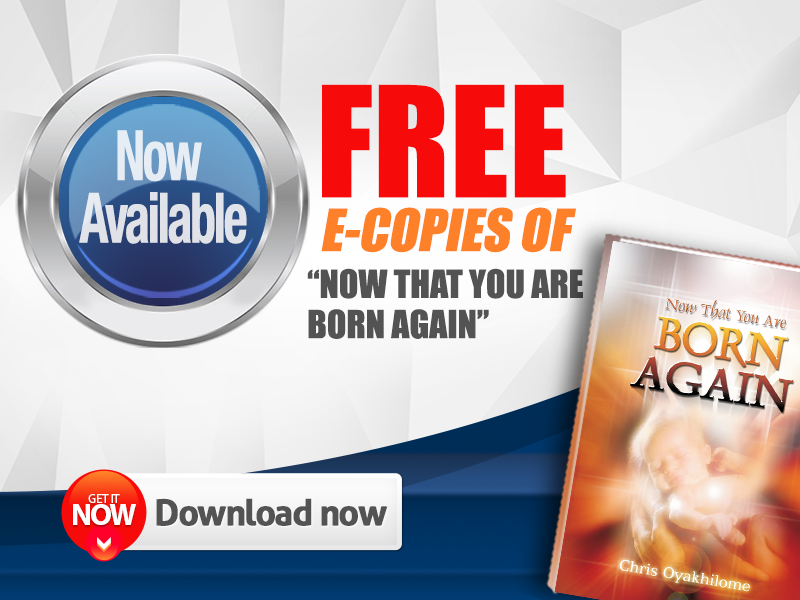 Now
Available
FREE
E-COPIES OF
“NOW THAT YOU ARE
BORN AGAIN”
Now That You Are
BORN
AGAIN
Chris Oyakhilome
GET IT
NOW
Download now